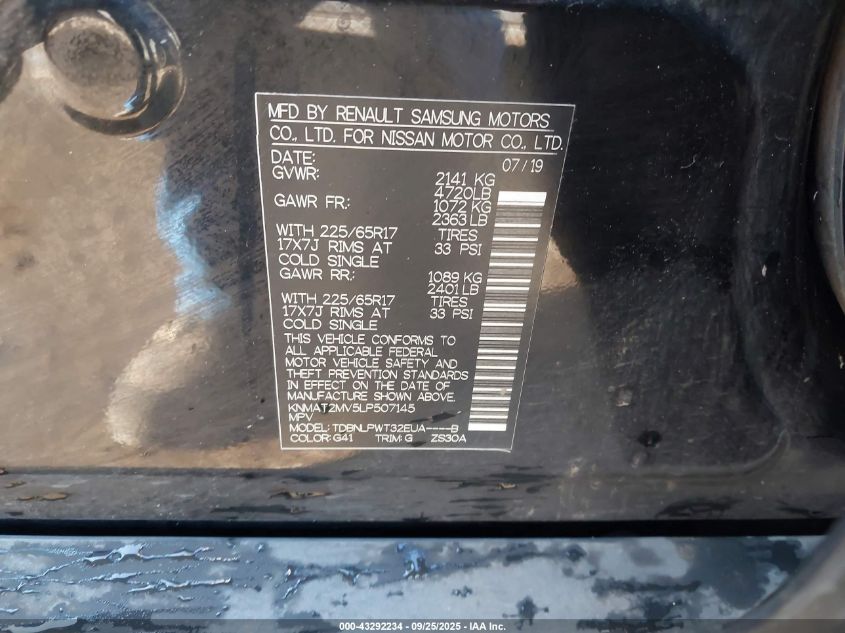 MFD BY RENAULT SAMSUNG MOTORS
CO., LTD. FOR NISSAN MOTOR CO., LTD.
DATE: 07/19
GVWR: 2141 KG
4720LB
GAWR FR.: 1072 KG
2363 LB
WITH 225/65R17 TIRES
17X7J RIMS AT 33 PSI
COLD SINGLE
GAWR RR.: 1089 KG
2401 LB
WITH 225/65R17 TIRES
17X7J RIMS AT 33 PSI
COLD SINGLE
THIS VEHICLE CONFORMS TO
ALL APPLICABLE FEDERAL
MOTOR VEHICLE SAFETY AND
THEFT PREVENTION STANDARDS
IN EFFECT ON THE DATE OF
MANUFACTURE SHOWN ABOVE.
KNMAT2MV5LP507145
MPV
MODEL: TDBNLPWT32EUA----B
COLOR: G41 TRIM: G ZS30A
000-43292234 - 09/25/2025 - IAA Inc.